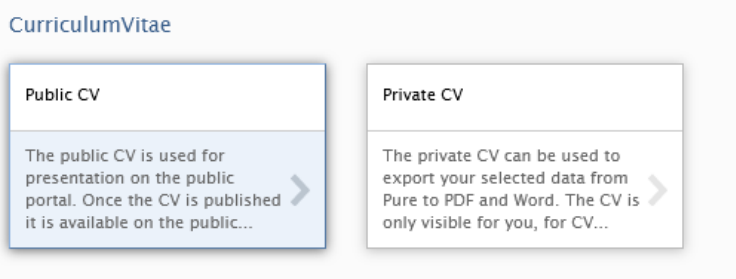 CurriculumVitae
Public CV
The public CV is used for
presentation on the public
portal. Once the CV is published
it is available on the public...
Private CV
The private CV can be used to
export your selected data from
Pure to PDF and Word. The CV is
only visible for you, for CV...